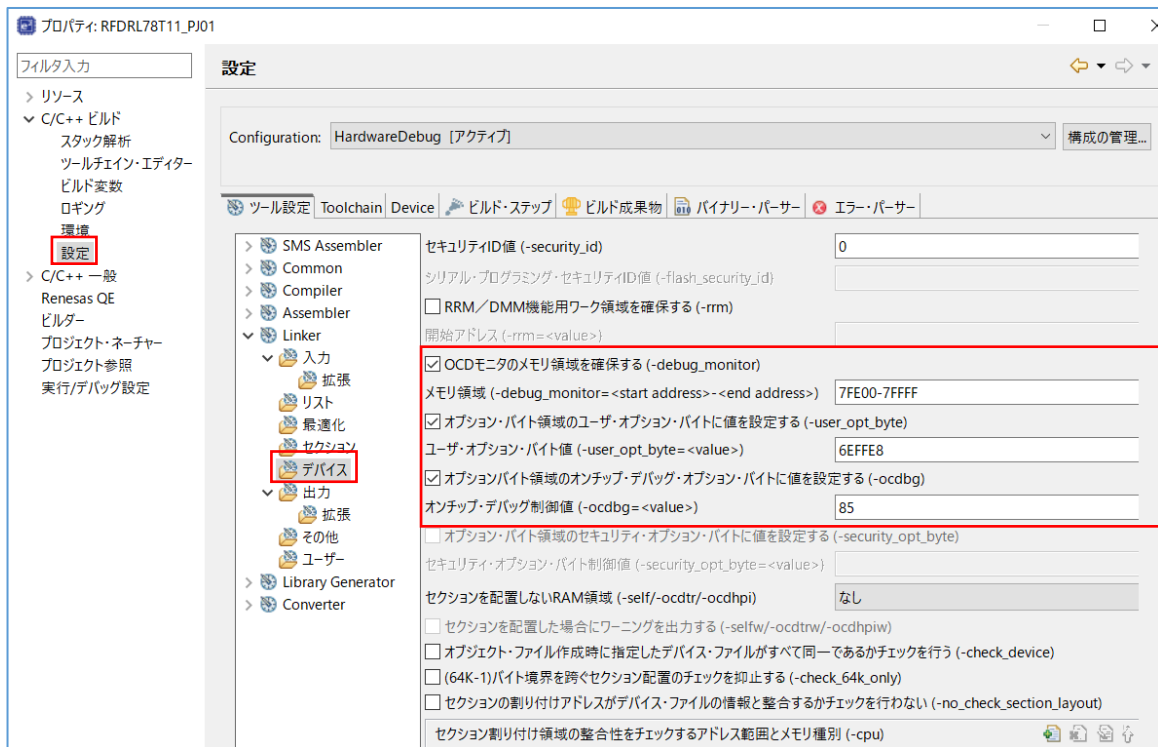 プロパティ: RFDRL78T11_PJ01
フィルタ入力
リソース
C/C++ ビルド
スタック解析
ツールチェイン・エディター
ビルド変数
ロギング
環境
設定
C/C++ 一般
Renesas QE
ビルダー
プロジェクト・ネーチャー
プロジェクト参照
実行/デバッグ設定
設定
Configuration: HardwareDebug [アクティブ] 構成の管理...
ツール設定 Toolchain Device ビルド・ステップ ビルド成果物 バイナリー・パーサー エラー・パーサー
SMS Assembler
Common
Compiler
Assembler
Linker
入力
拡張
リスト
最適化
セクション
デバイス
出力
拡張
その他
ユーザー
Library Generator
Converter
セキュリティID値 (-security_id) 0
シリアル・プログラミング・セキュリティID値 (-flash_security_id)
RRM／DMM機能用ワーク領域を確保する (-rrm)
開始アドレス (-rrm=<value>)
OCDモニタのメモリ領域を確保する (-debug_monitor)
メモリ領域 (-debug_monitor=<start address>-<end address>) 7FE00-7FFFF
オプション・バイト領域のユーザ・オプション・バイトに値を設定する (-user_opt_byte)
ユーザ・オプション・バイト値 (-user_opt_byte=<value>) 6EFFE8
オプションバイト領域のオンチップ・デバッグ・オプション・バイトに値を設定する (-ocdbg)
オンチップ・デバッグ制御値 (-ocdbg=<value>) 85
オプション・バイト領域のセキュリティ・オプション・バイトに値を設定する (-security_opt_byte)
セキュリティ・オプション・バイト制御値 (-security_opt_byte=<value>)
セクションを配置しないRAM領域 (-self/-ocdtr/-ocdhpi) なし
セクションを配置した場合にワーニングを出力する (-selfw/-ocdtrw/-ocdhpiw)
オブジェクト・ファイル作成時に指定したデバイス・ファイルがすべて同一であるかチェックを行う (-check_device)
(64K-1)バイト境界を跨ぐセクション配置のチェックを抑止する (-check_64k_only)
セクションの割り付けアドレスがデバイス・ファイルの情報と整合するかチェックを行わない (-no_check_section_layout)
セクション割り付け領域の整合性をチェックするアドレス範囲とメモリ種別 (-cpu)